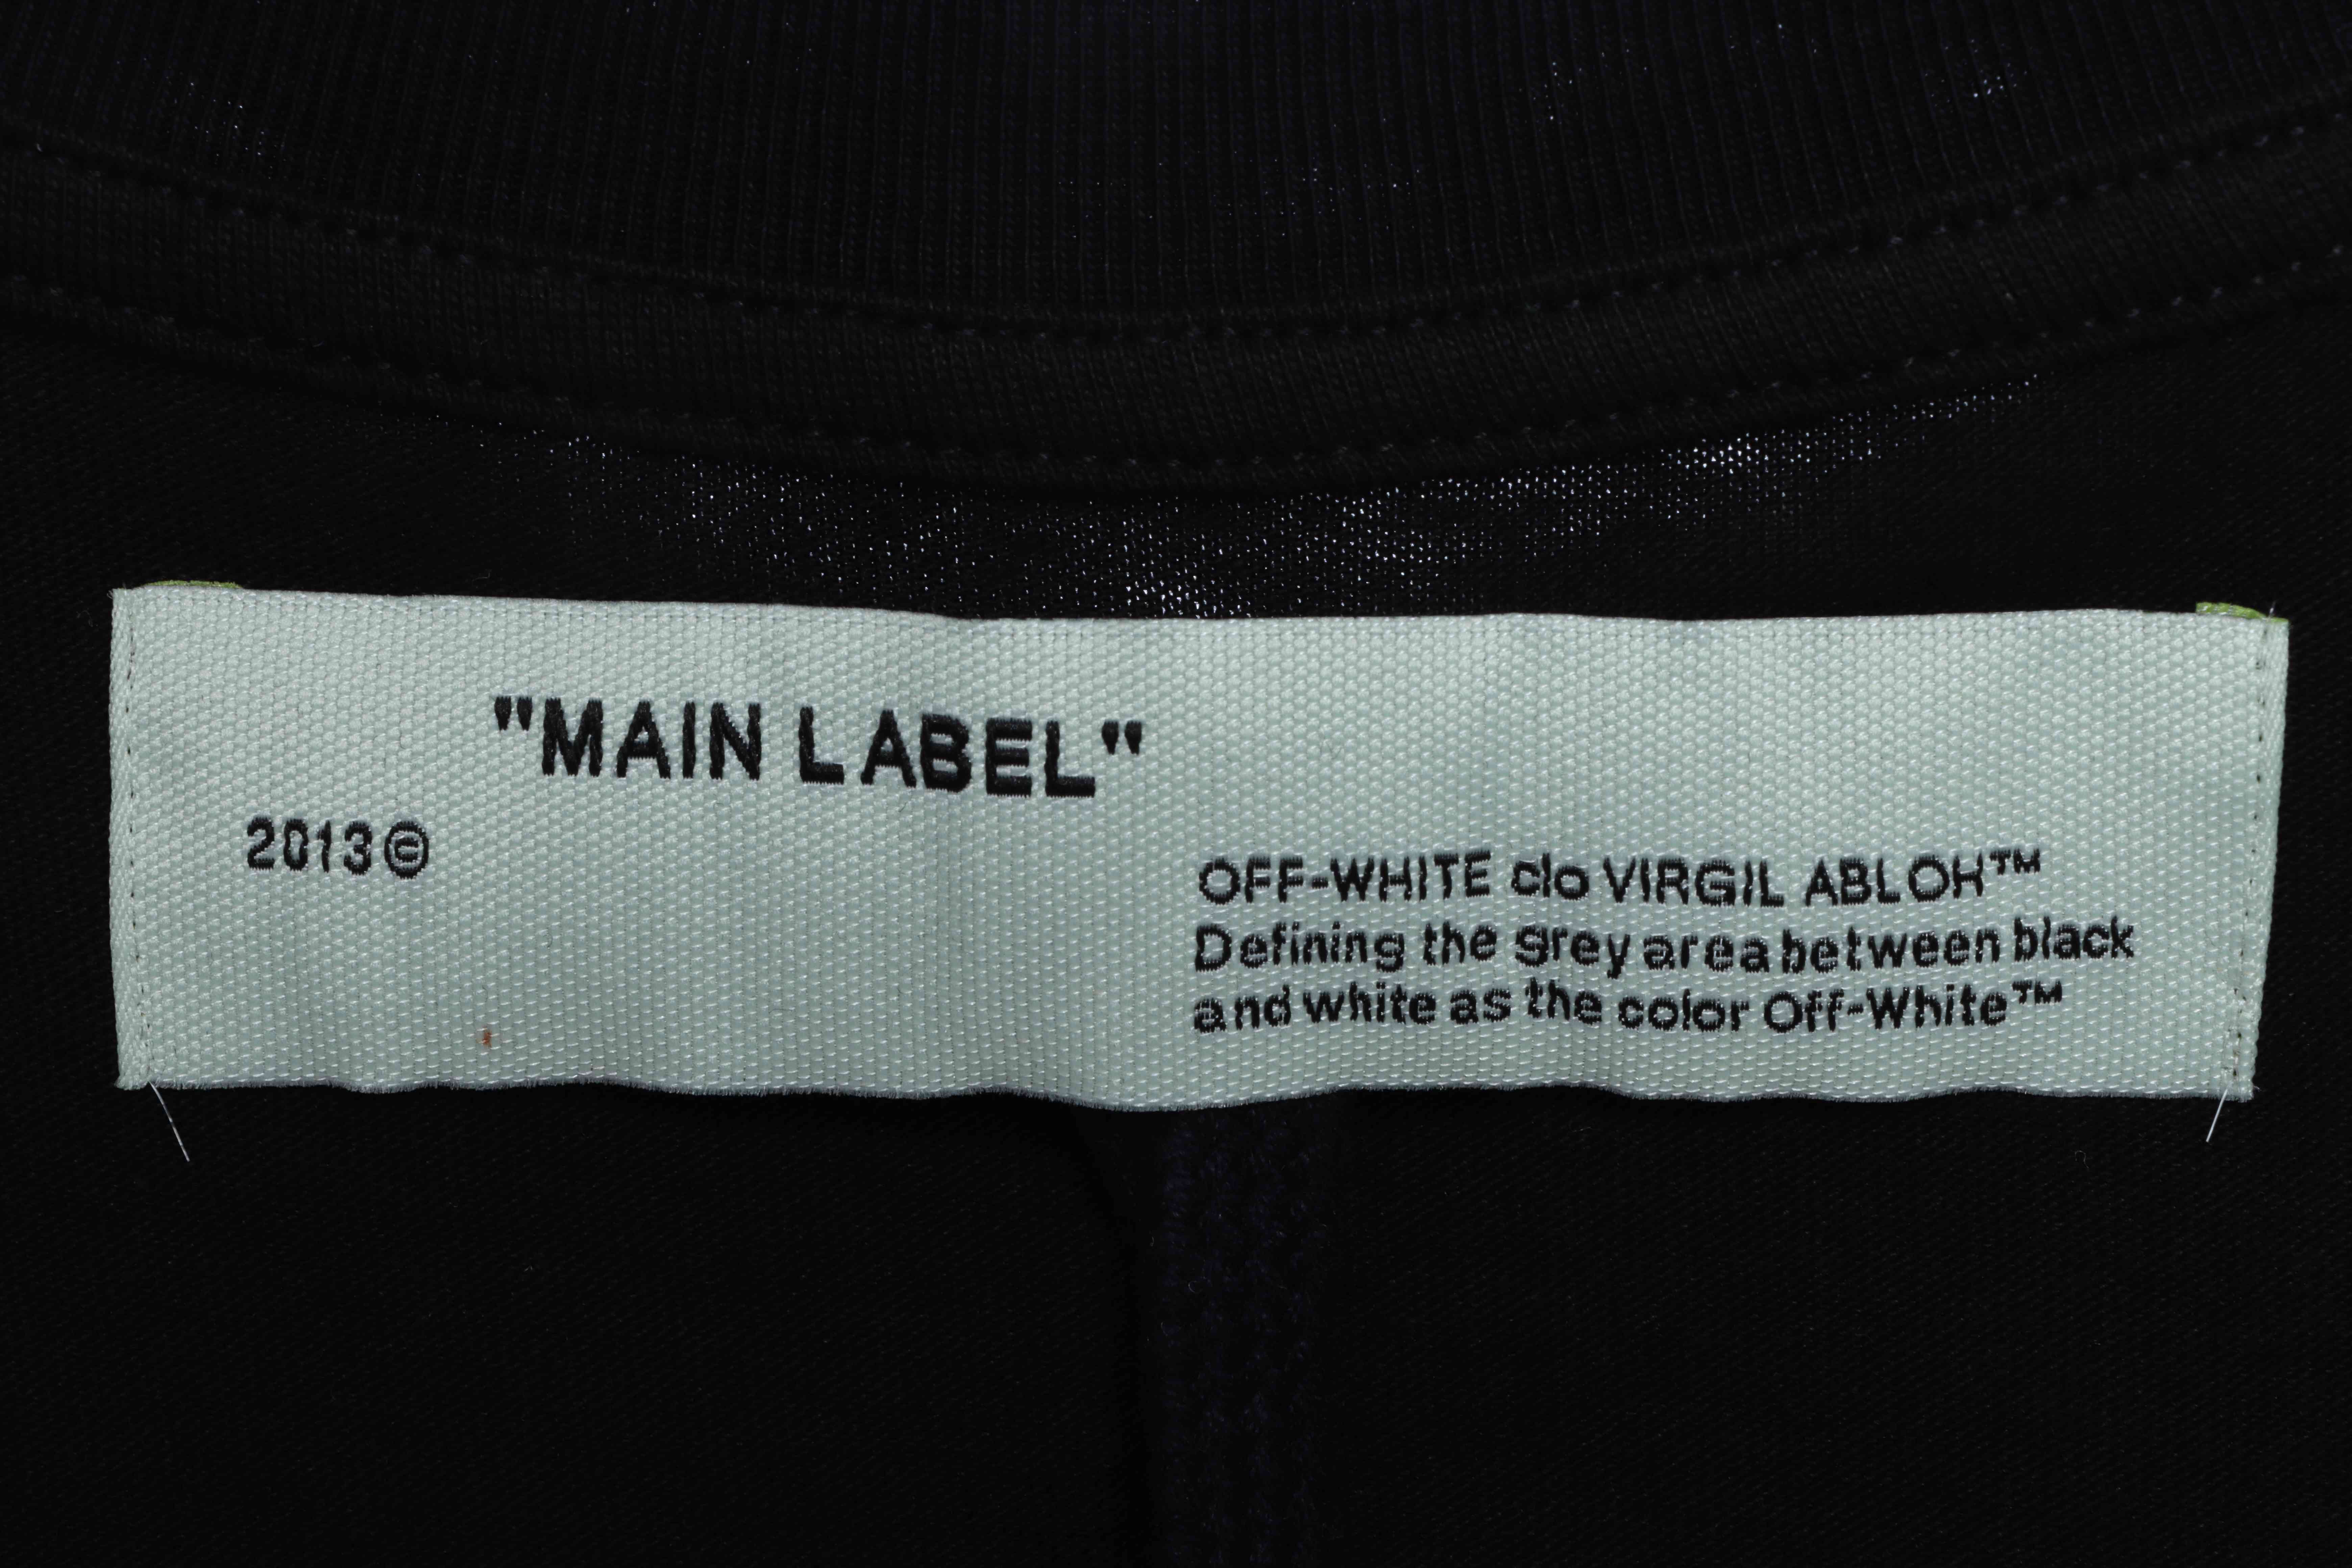 "MAIN LABEL"
2013©
OFF-WHITE c/o VIRGIL ABLOH™
Defining the grey area between black
and white as the color Off-White™